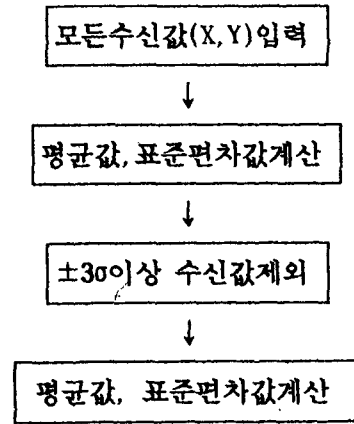 모든수신값(X,Y)입력
↓
평균값,표준편차값계산
↓
±3σ이상 수신값제외
↓
평균값, 표준편차값계산